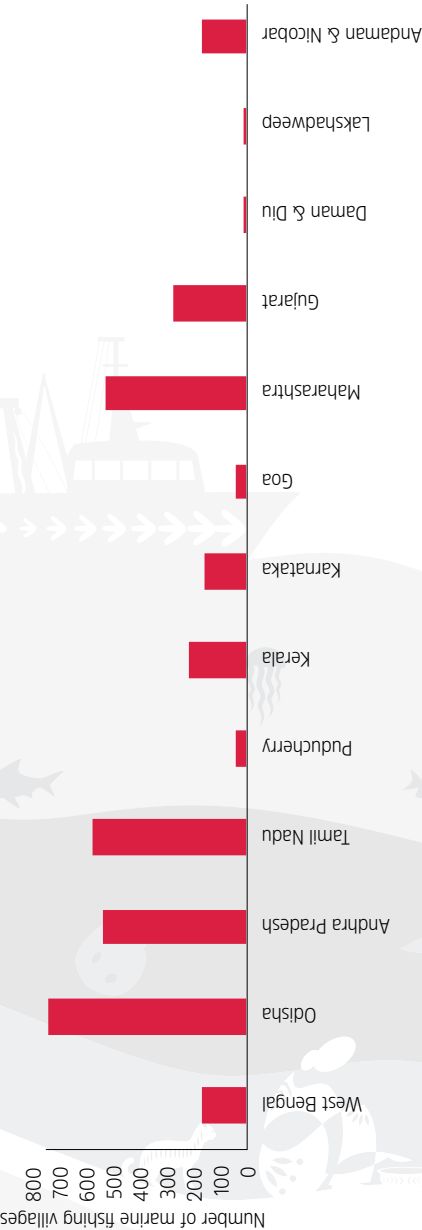 Number of marine fishing villages
0 100 200 300 400 500 600 700 800
West Bengal
Odisha
Andhra Pradesh
Tamil Nadu
Puducherry
Kerala
Karnataka
Goa
Maharashtra
Gujarat
Daman & Diu
Lakshadweep
Andaman & Nicobar